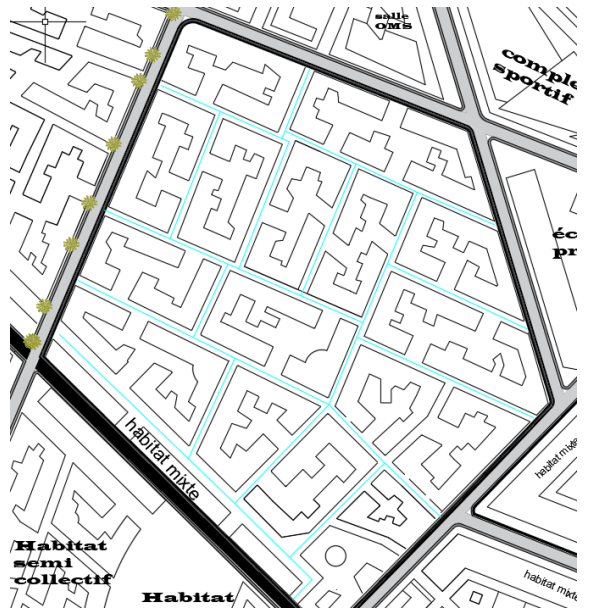 salle
OMS
comple
sportif
éc
pr
habitat mixte
habitat mixte
Habitat
semi
collectif
Habitat
habitat mixte